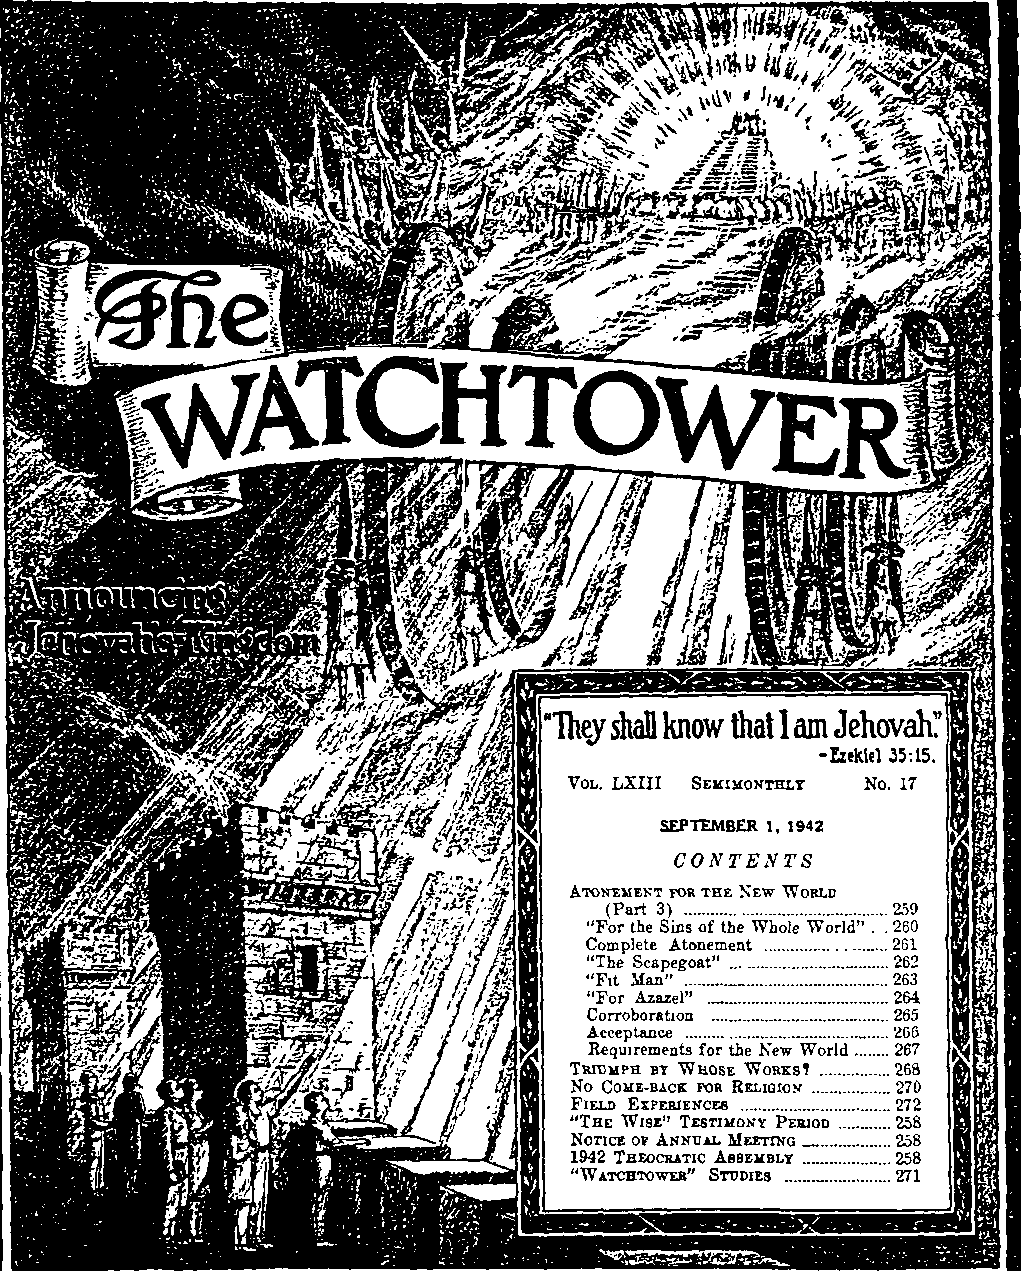 The
WATCHTOWER
Announcing
Jehovah's Kingdom
"They shall know that I am Jehovah."
-Ezekiel 35:15.
VOL. LXIII SEMIMONTHLY No. 17
SEPTEMBER 1, 1942
CONTENTS
ATONEMENT FOR THE NEW WORLD
(Part 3) ........................................ 259
"For the Sins of the Whole World" . . 260
Complete Atonement ........................ 261
"The Scapegoat" ............................. 262
"Fit Man" ....................................... 263
"For Azazel" ................................... 264
Corroboration .................................. 265
Acceptance ..................................... 266
Requirements for the New World ....... 267
TRIUMPH BY WHOSE WORKS? .............. 268
NO COME-BACK FOR RELIGION ............... 270
FIELD EXPERIENCES ............................. 272
"THE WISE" TESTIMONY PERIOD .......... 258
NOTICE OF ANNUAL MEETING ................. 258
1942 THEOCRATIC ASSEMBLY ................. 258
"WATCHTOWER" STUDIES ..................... 271